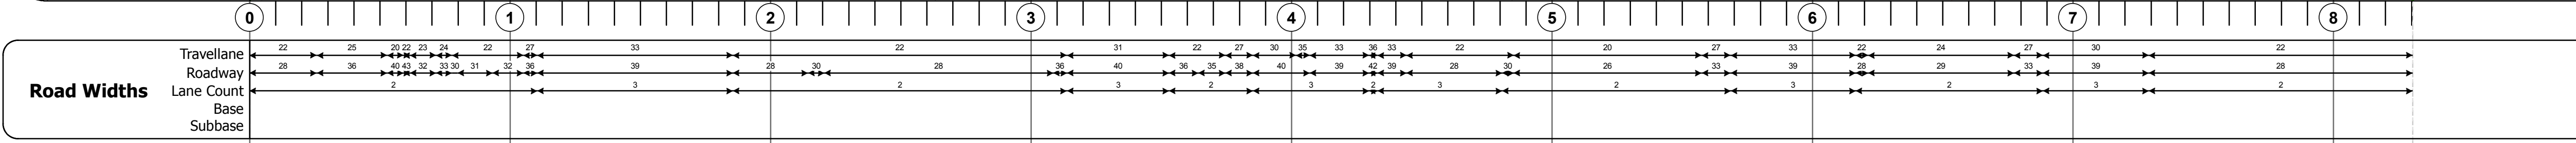 0 1 2 3 4 5 6 7 8
Travellane 22 25 20 22 23 24 22 27 33 22 31 22 27 30 35 33 36 33 22 20 27 33 22 24 27 30 22
Roadway 28 36 40 43 32 33 30 31 32 36 39 28 30 28 36 40 36 35 38 40 39 42 39 28 30 26 33 39 28 29 33 39 28
Road Widths
Lane Count 2 3 2 3 2 3 2 3 2 3 2 3 2
Base
Subbase